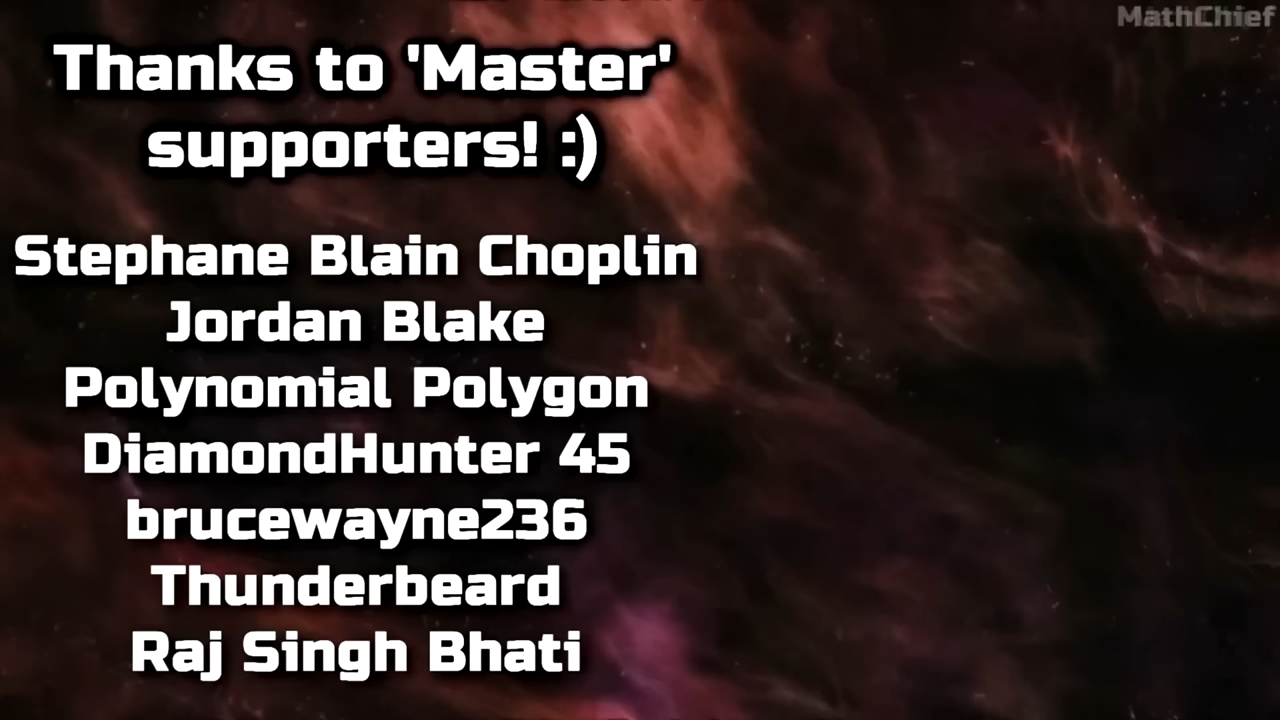 MathChief
Thanks to 'Master'
supporters! :)
Stephane Blain Choplin
Jordan Blake
Polynomial Polygon
DiamondHunter 45
brucewayne236
Thunderbeard
Raj Singh Bhati